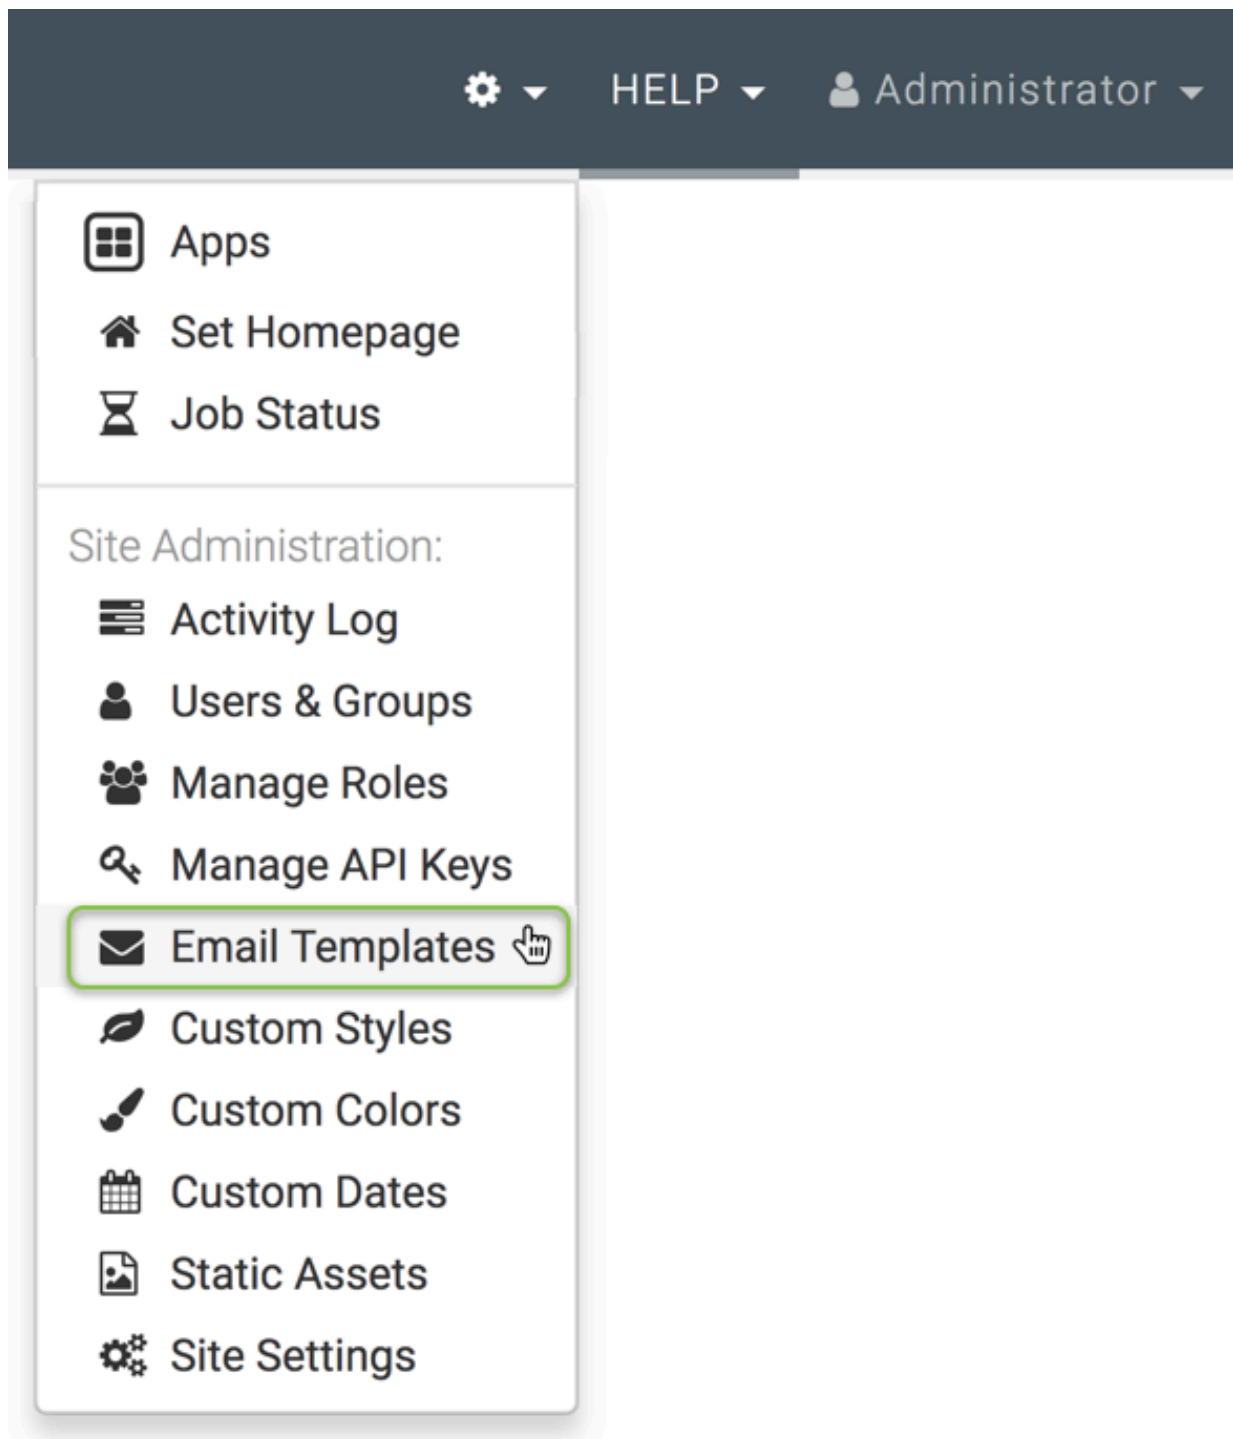 HELP Administrator
Apps
Set Homepage
Job Status
Site Administration:
Activity Log
Users & Groups
Manage Roles
Manage API Keys
Email Templates
Custom Styles
Custom Colors
Custom Dates
Static Assets
Site Settings